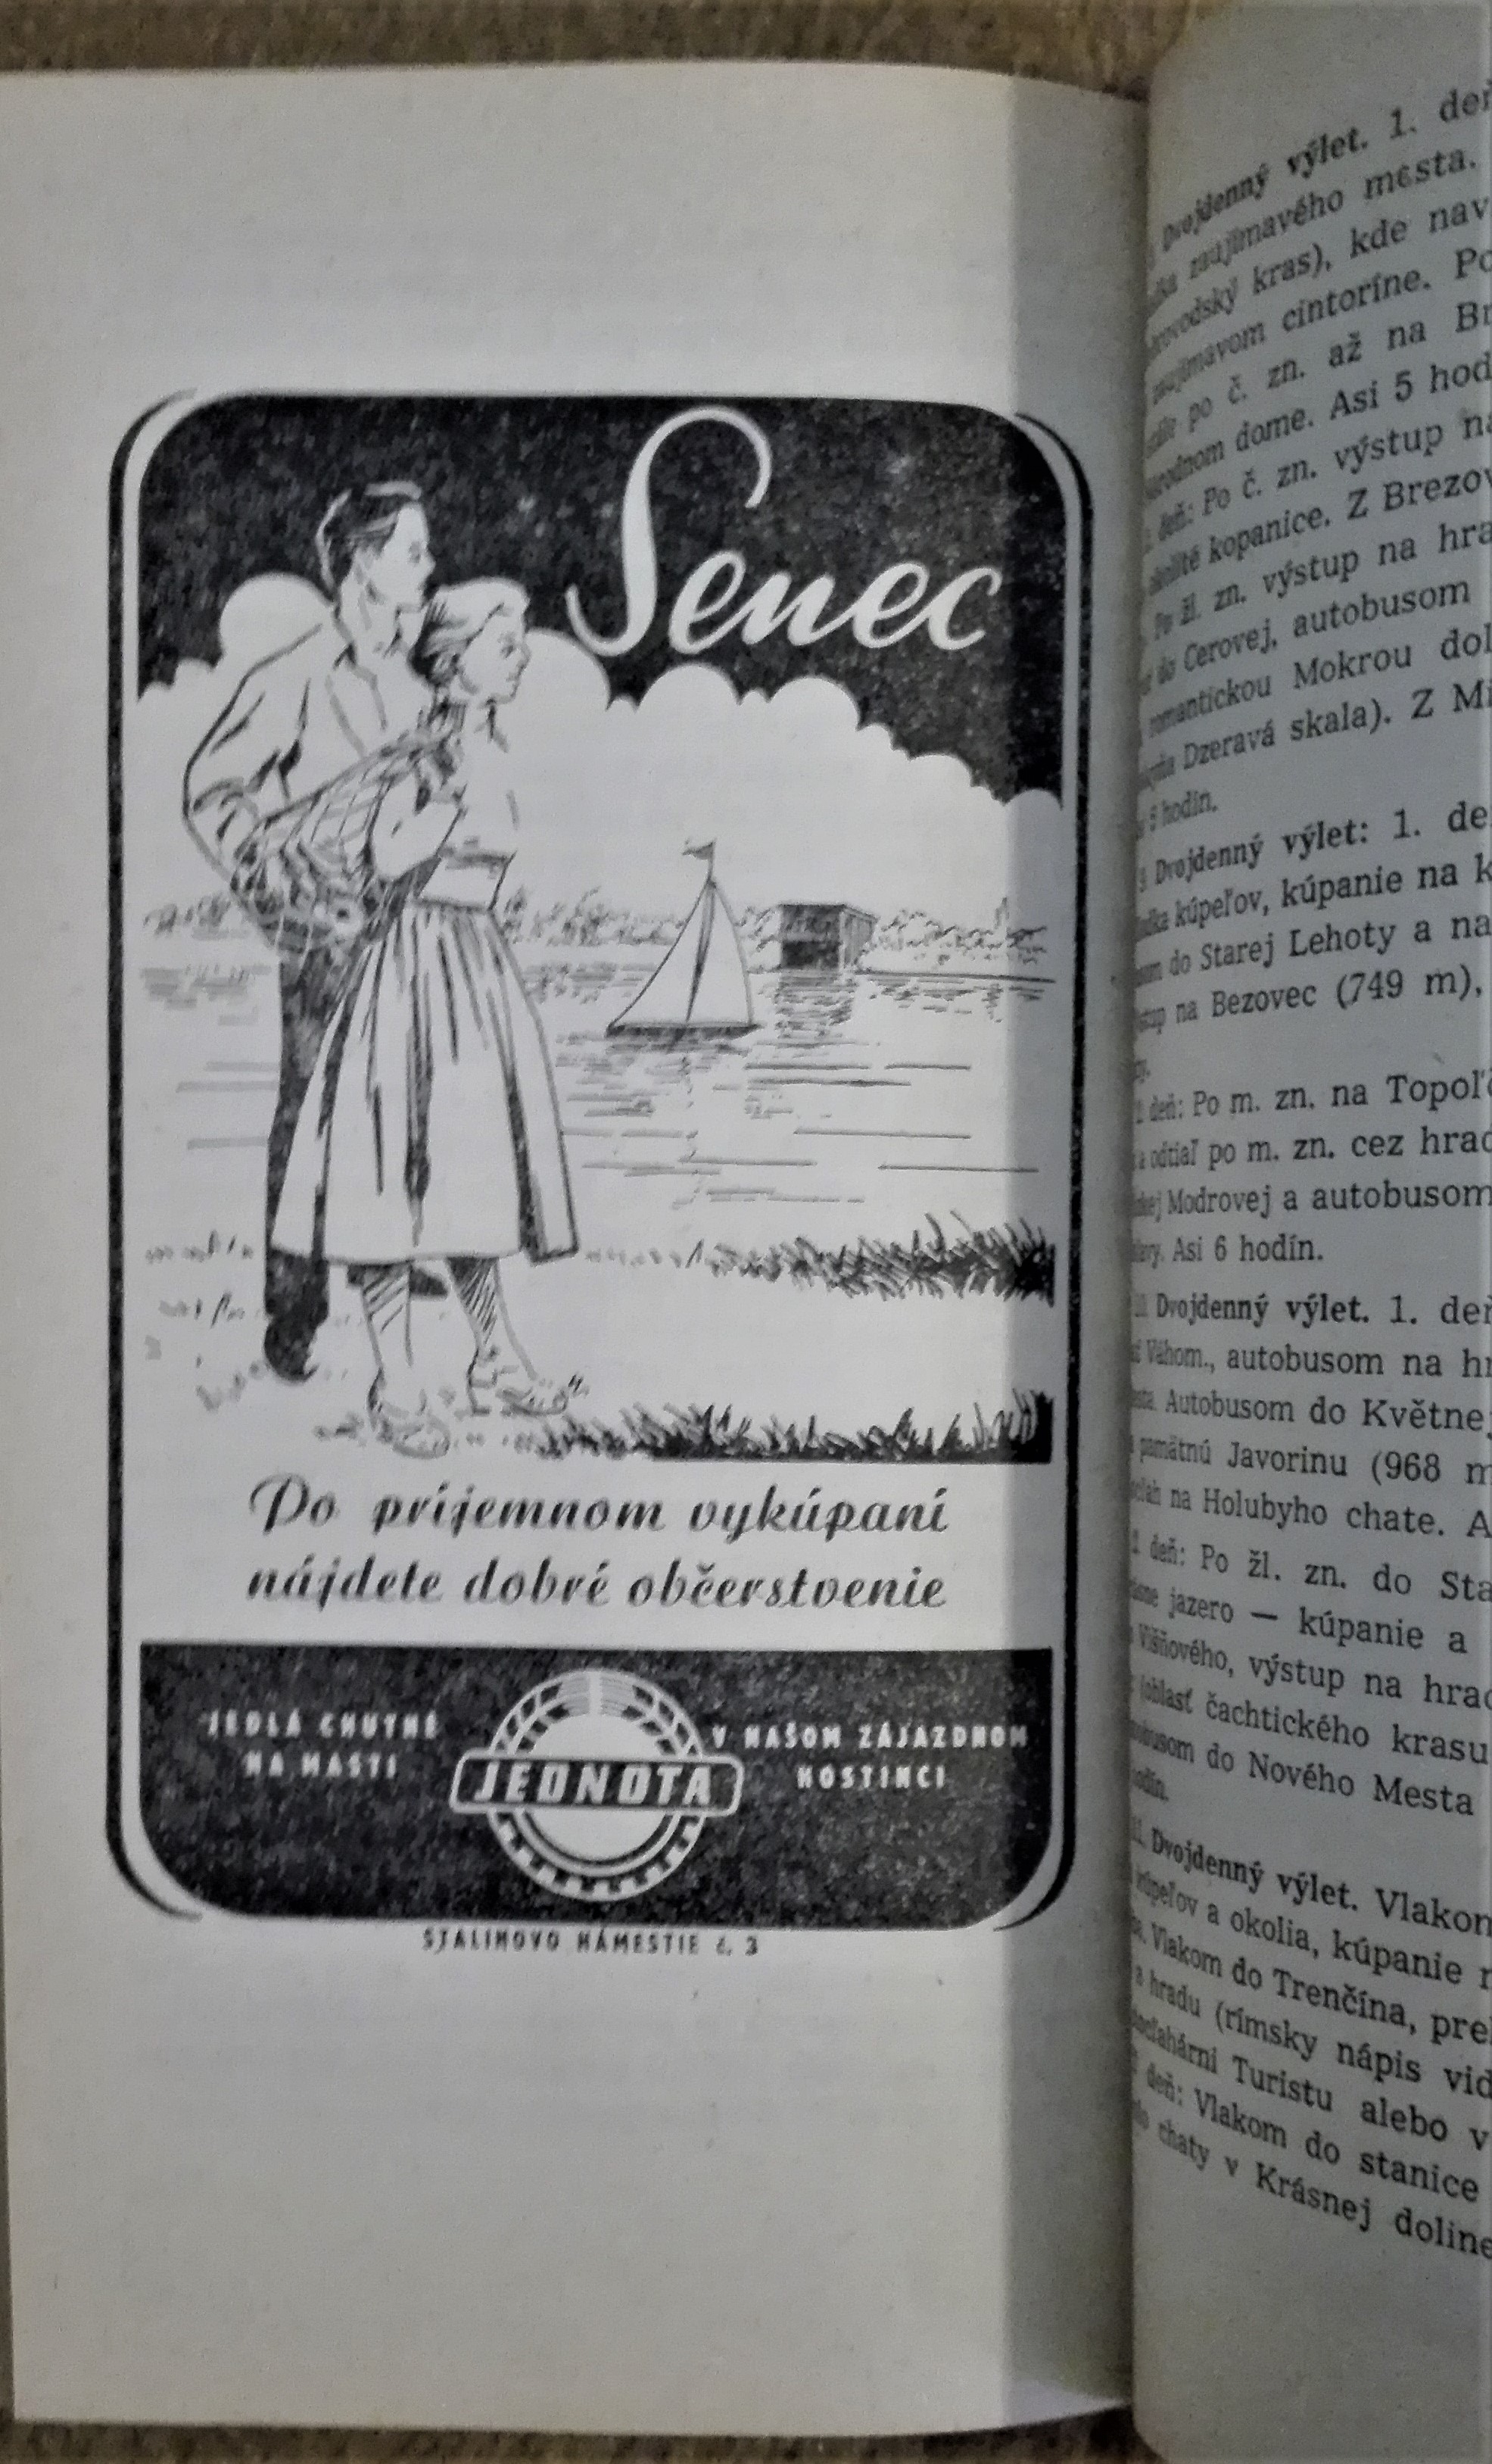 Senec
Po príjemnom vykúpaní
nájdete dobré občerstvenie
JEDLÁ CHUTNÉ
NA MASTI
JEDNOTA
V NAŠOM ZÁJAZDNOM
HOSTINCI
STALINOVO NÁMESTIE č. 3
Dvojdenný výlet. 1. deň
zaujímavého mesta.
kras), kde nav
zaujímavom cintoríne. Po
po č. zn. až na Br
dome. Asi 5 hod
deň: Po č. zn. výstup na
kopanice. Z Brezov
Po žl. zn. výstup na hra
do Cerovej, autobusom
romantickou Mokrou dol
Dzeravá skala). Z Mi
hodín.
Dvojdenný výlet: 1. de
kúpeľov, kúpanie na k
do Starej Lehoty a na
na Bezovec (749 m),
deň: Po m. zn. na Topoľč
a odtiaľ po m. zn. cez hrad
Modrovej a autobusom
Asi 6 hodín.
Dvojdenný výlet. 1. deň
Váhom., autobusom na hr
Autobusom do Květnej
pamätnú Javorinu (968 m
na Holubyho chate. A
deň: Po žl. zn. do Sta
jazero — kúpanie a
Višňového, výstup na hrad
čachtického krasu
do Nového Mesta
Dvojdenný výlet. Vlakom
kúpeľov a okolia, kúpanie n
Vlakom do Trenčína, pre
a hradu (rímsky nápis vid
Turistu alebo v
deň: Vlakom do stanice
chaty v Krásnej doline